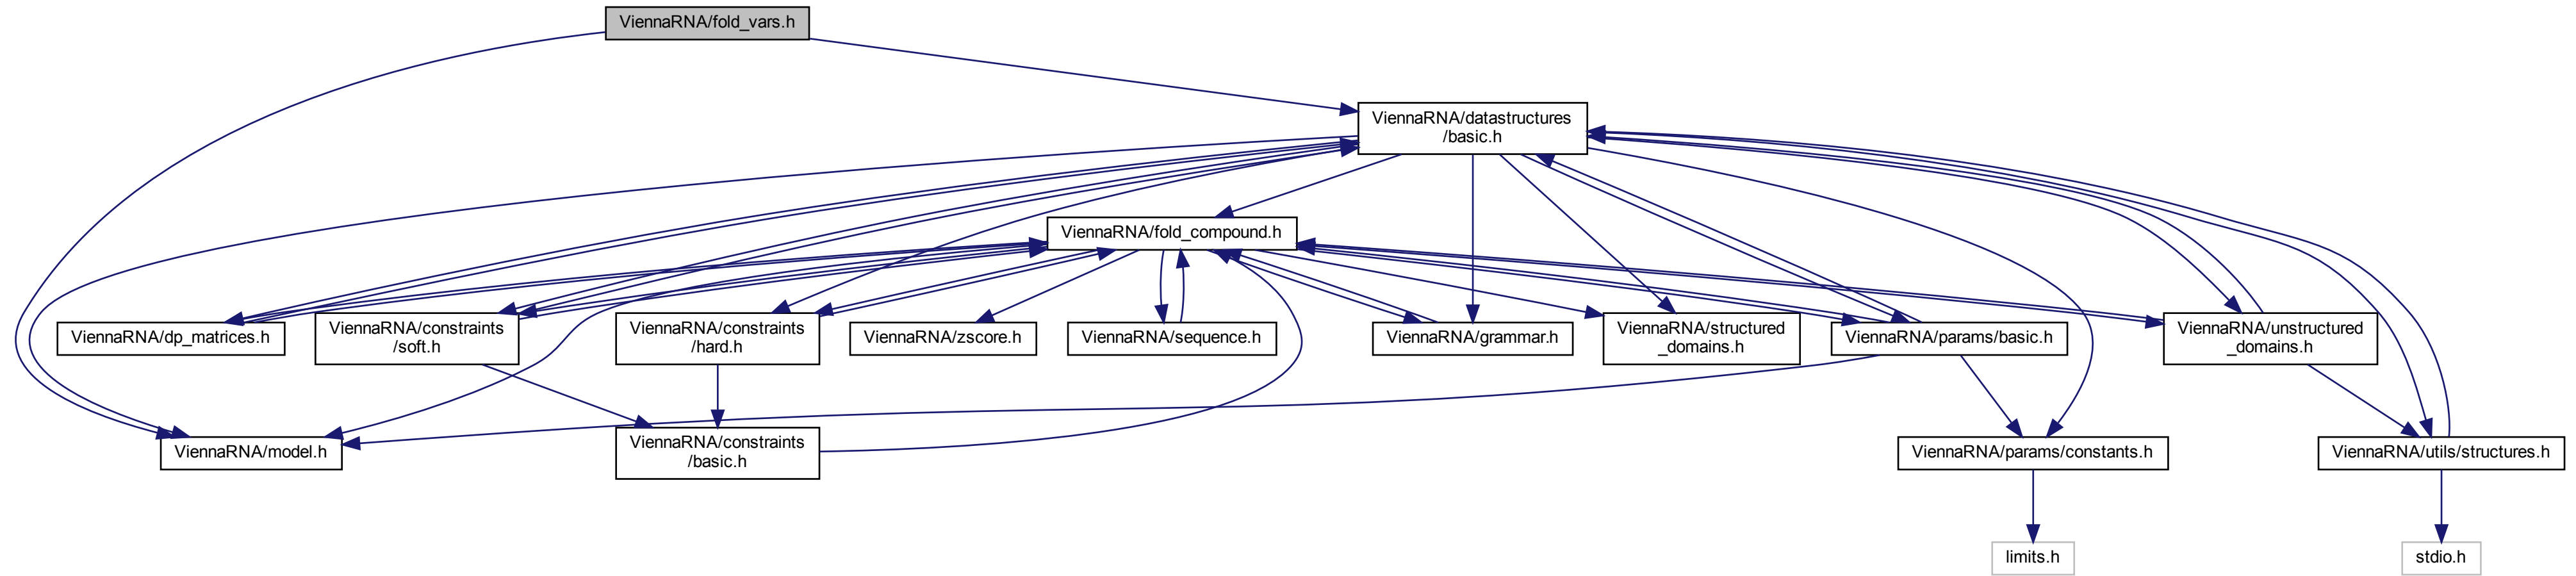 ViennaRNA/fold_vars.h
ViennaRNA/datastructures
/basic.h
ViennaRNA/fold_compound.h
ViennaRNA/dp_matrices.h
ViennaRNA/constraints
/soft.h
ViennaRNA/constraints
/hard.h
ViennaRNA/zscore.h
ViennaRNA/sequence.h
ViennaRNA/grammar.h
ViennaRNA/structured
_domains.h
ViennaRNA/params/basic.h
ViennaRNA/unstructured
_domains.h
ViennaRNA/model.h
ViennaRNA/constraints
/basic.h
ViennaRNA/params/constants.h
ViennaRNA/utils/structures.h
limits.h
stdio.h